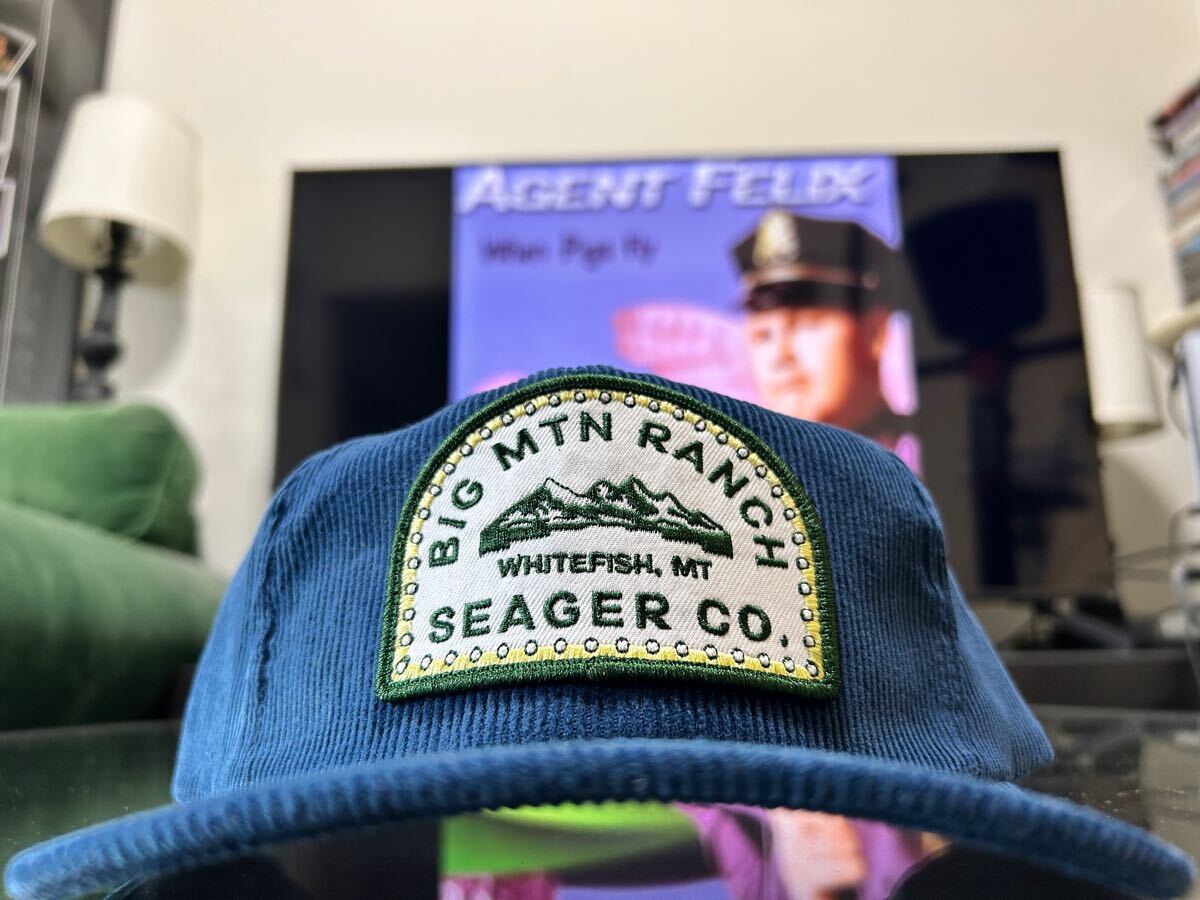 AGENT FELIX
When Pigs Fly
BIG MTN RANCH
WHITEFISH, MT
SEAGER CO.